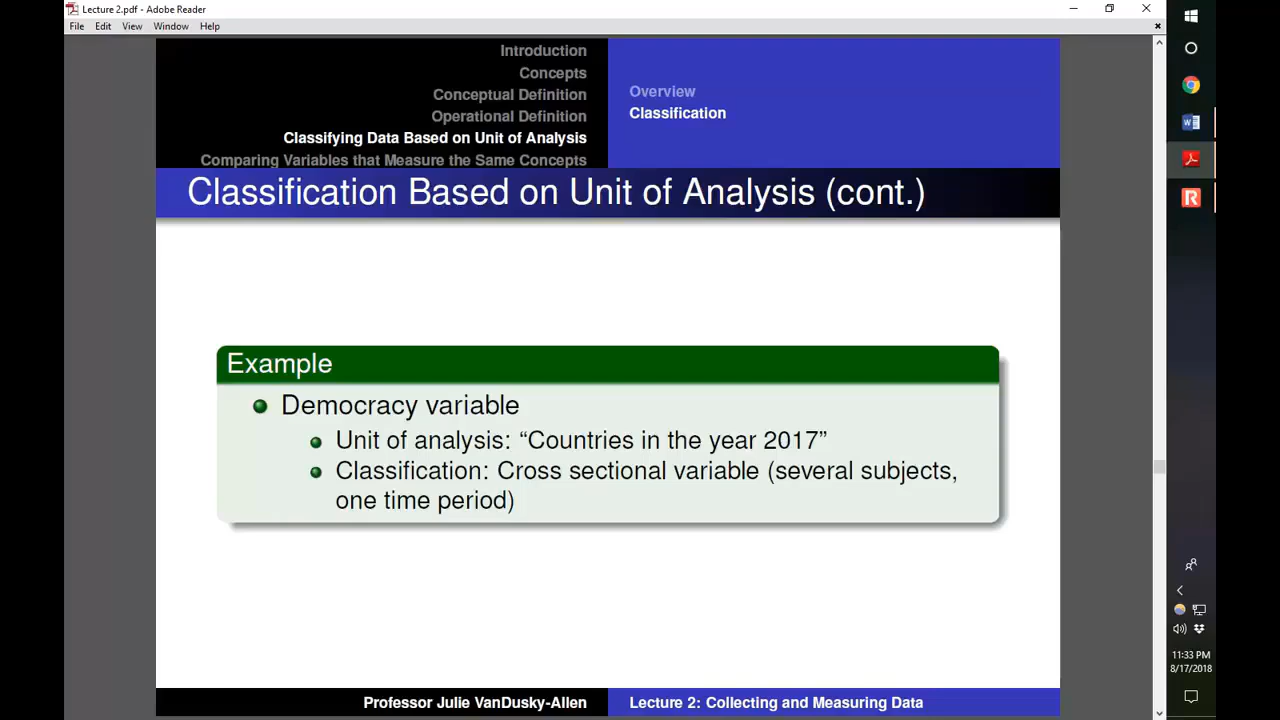 Lecture 2.pdf - Adobe Reader
File Edit View Window Help
Introduction
Concepts
Conceptual Definition
Operational Definition
Classifying Data Based on Unit of Analysis
Comparing Variables that Measure the Same Concepts
Overview
Classification
Classification Based on Unit of Analysis (cont.)
Example
Democracy variable
Unit of analysis: “Countries in the year 2017”
Classification: Cross sectional variable (several subjects,
one time period)
Professor Julie VanDusky-Allen
Lecture 2: Collecting and Measuring Data
11:33 PM
8/17/2018